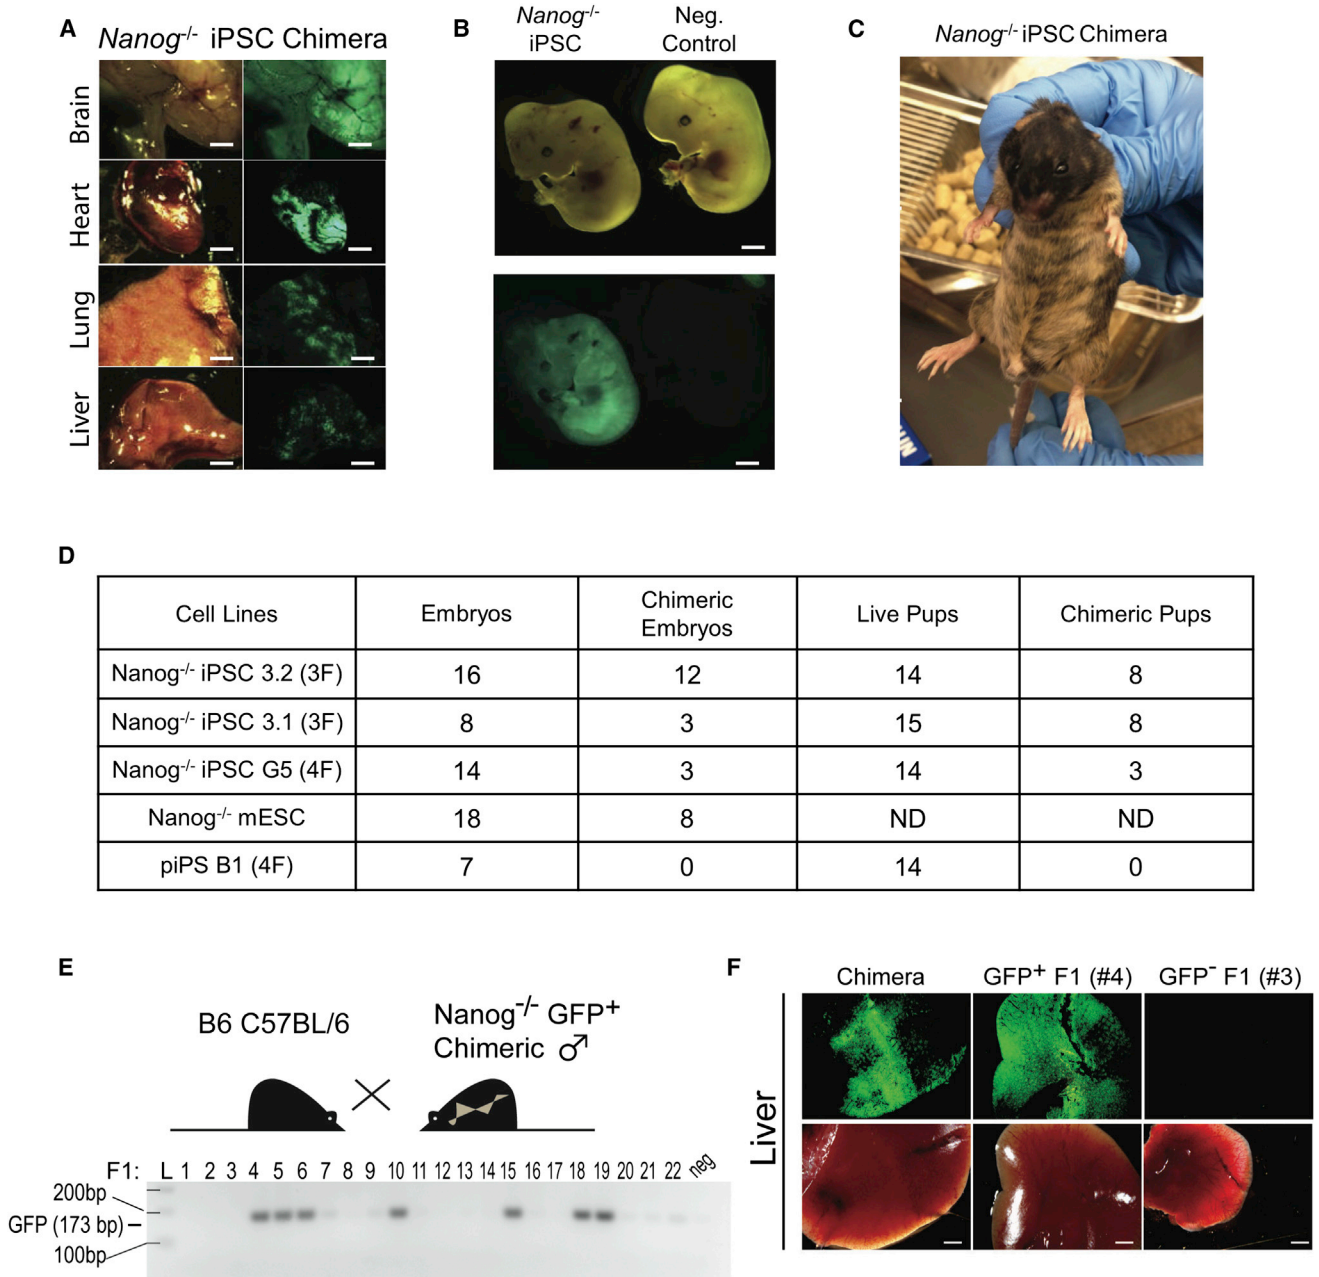 A
Nanog-/- iPSC Chimera
Brain
Heart
Lung
Liver
B
Nanog-/-
iPSC
Neg.
Control
C
Nanog-/- iPSC Chimera
D
Cell Lines Embryos Chimeric Embryos Live Pups Chimeric Pups
Nanog-/- iPSC 3.2 (3F) 16 12 14 8
Nanog-/- iPSC 3.1 (3F) 8 3 15 8
Nanog-/- iPSC G5 (4F) 14 3 14 3
Nanog-/- mESC 18 8 ND ND
piPS B1 (4F) 7 0 14 0
E
B6 C57BL/6
Nanog-/- GFP+
Chimeric ♂
F1: L 1 2 3 4 5 6 7 8 9 10 11 12 13 14 15 16 17 18 19 20 21 22 neg
200bp
GFP (173 bp)
100bp
F
Chimera GFP+ F1 (#4) GFP- F1 (#3)
Liver